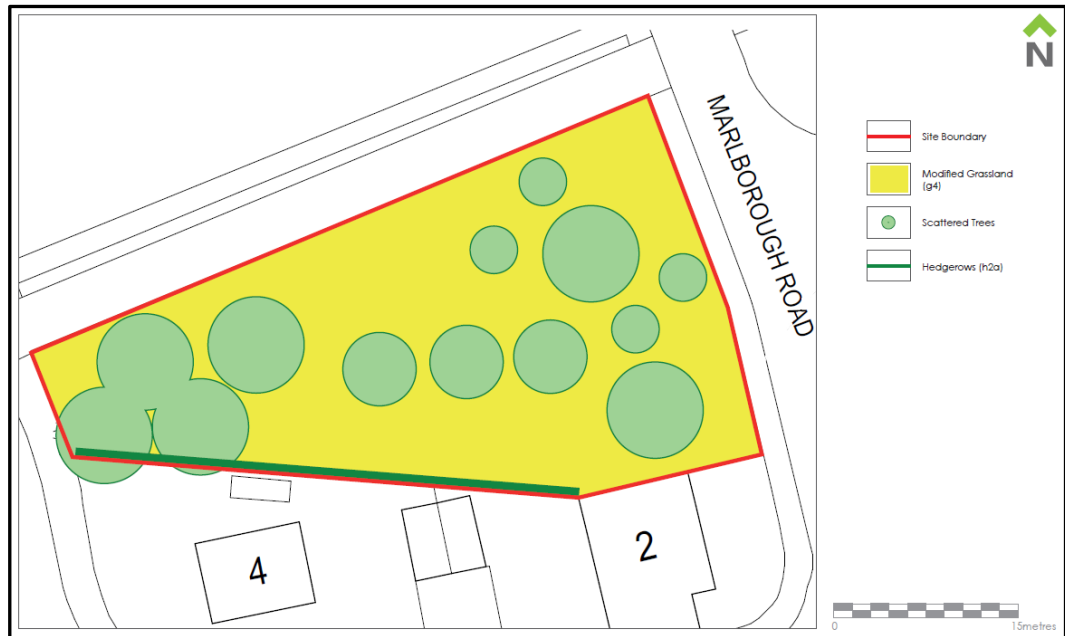 N
MARLBOROUGH ROAD
Site Boundary
Modified Grassland
(g4)
Scattered Trees
Hedgerows (h2a)
4
2
0
15metres